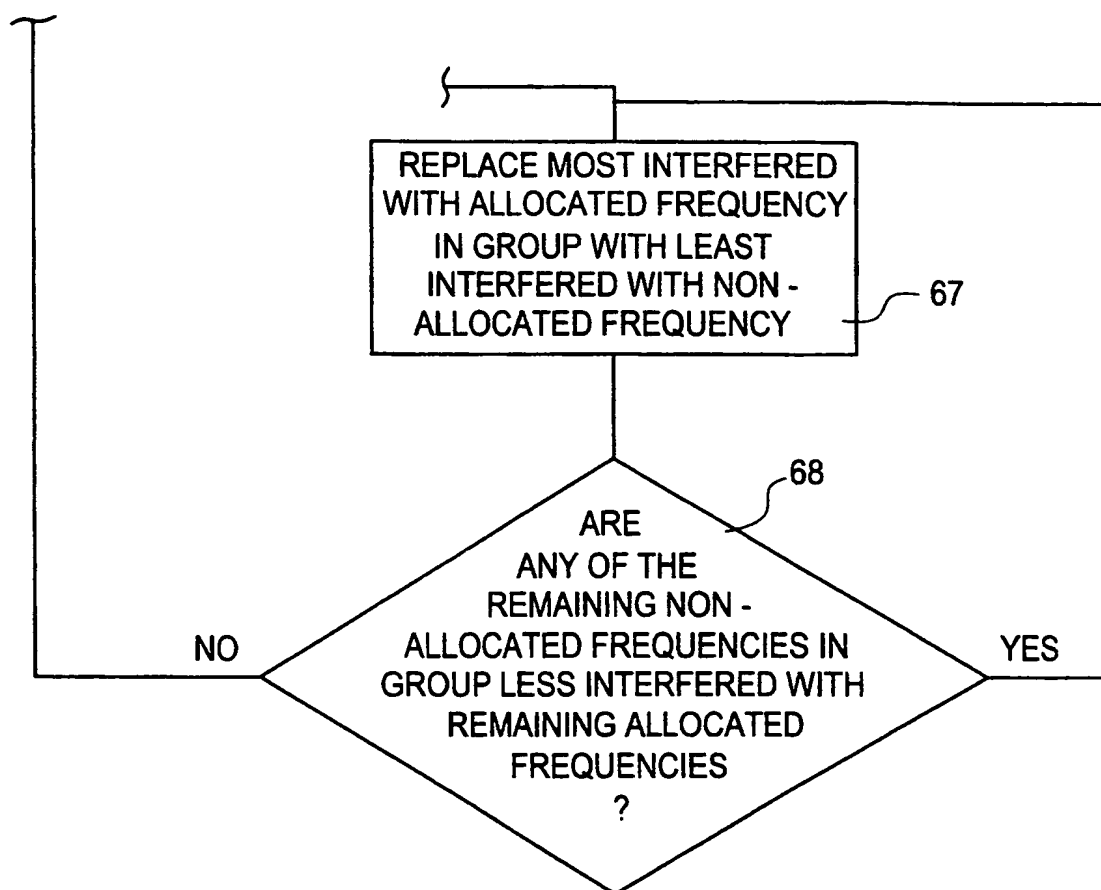 REPLACE MOST INTERFERED
WITH ALLOCATED FREQUENCY
IN GROUP WITH LEAST
INTERFERED WITH NON -
ALLOCATED FREQUENCY
67
68
ARE
ANY OF THE
REMAINING NON -
ALLOCATED FREQUENCIES IN
GROUP LESS INTERFERED WITH
REMAINING ALLOCATED
FREQUENCIES
?
NO
YES